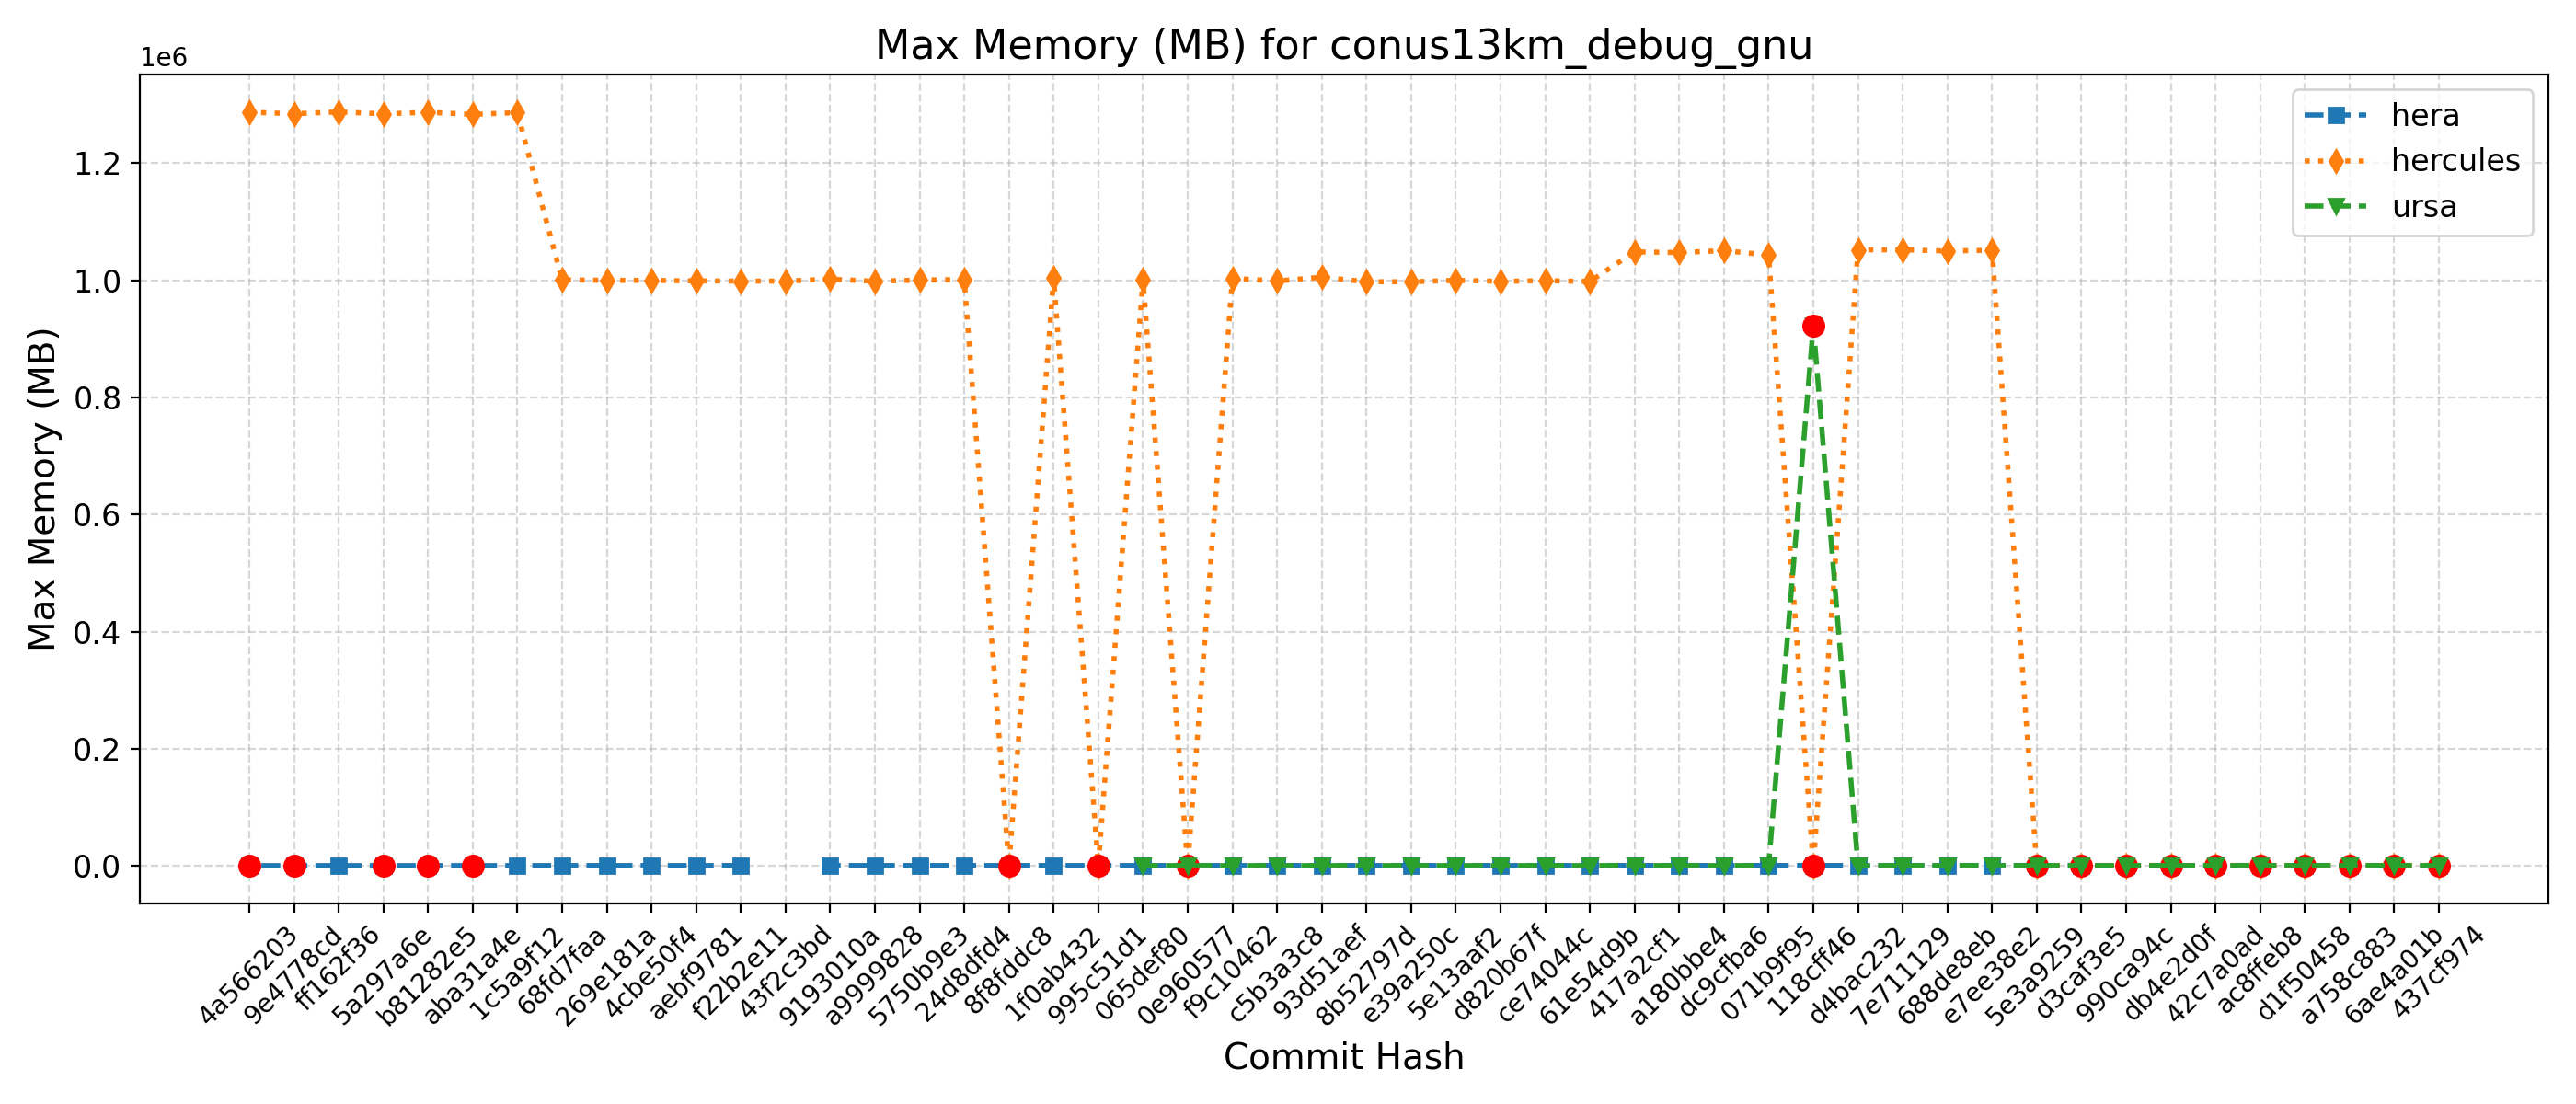 Max Memory (MB) for conus13km_debug_gnu
1e6
hera
hercules
ursa
1.2
1.0
0.8
0.6
0.4
0.2
0.0
Max Memory (MB)
4a566203
9e4778cd
ff162f36
5a297a6e
b81282e5
aba31a4e
1c5a9f12
68fd7faa
269e181a
4cbe50f4
aebf9781
f22b2e11
43f2c3bd
9193010a
a9999828
5750b9e3
24d8dfd4
8f8fddc8
1f0ab432
995c51d1
065def80
0e960577
f9c10462
c5b3a3c8
93d51aef
8b52797d
e39a250c
5e13aaf2
d820b67f
ce74044c
61e54d9b
417a2cf1
a180bbe4
dc9cfba6
071b9f95
118cff46
d4bac232
7e711129
688de8eb
e7ee38e2
5e3a9259
d3caf3e5
990ca94c
db4e2d0f
42c7a0ad
ac8ffeb8
d1f50458
a758c883
6ae4a01b
437cf974
Commit Hash